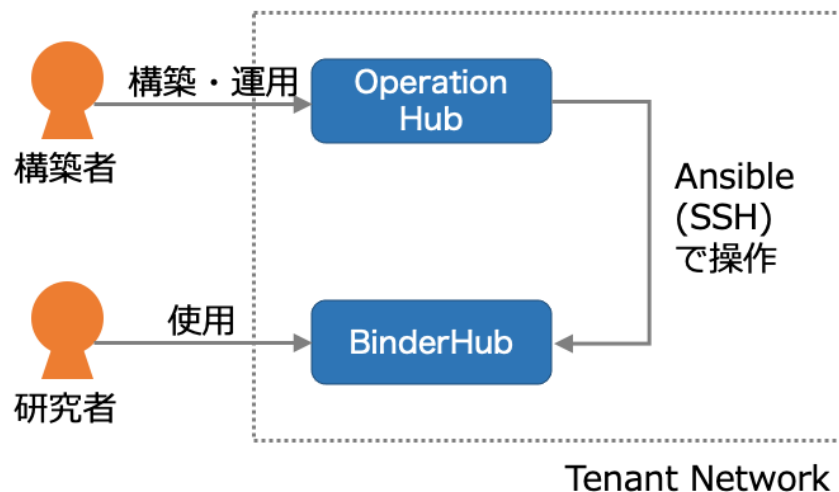 構築・運用
Operation
Hub
構築者
Ansible
(SSH)
で操作
使用
BinderHub
研究者
Tenant Network